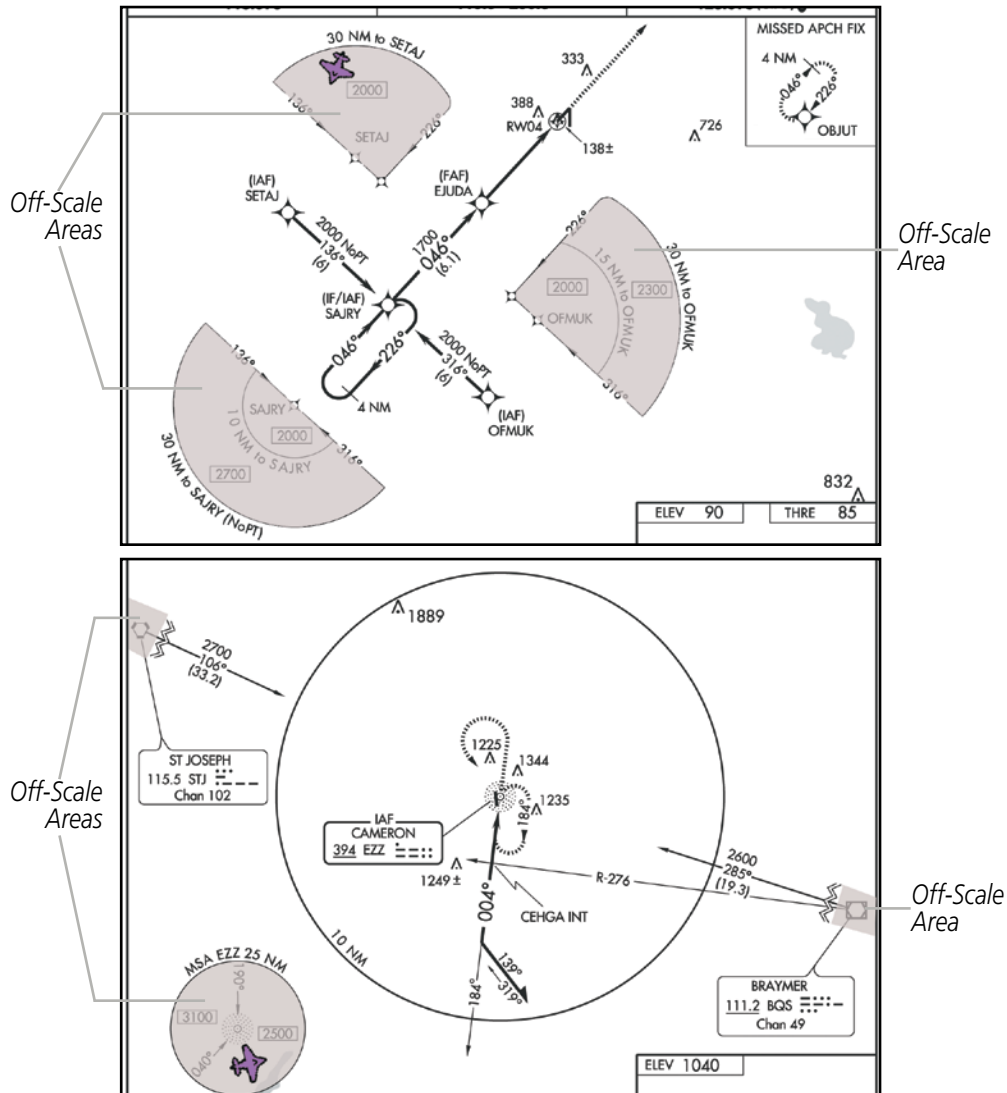 30 NM to SETAJ
2000
136°
226°
SETAJ
333
388
RW04
138±
726
MISSED APCH FIX
4 NM
046°
226°
OBJUT
Off-Scale
Areas
(IAF)
SETAJ
2000 NoPT
136°
(6)
(FAF)
EJUDA
1700
046°
(6.1)
(IF/IAF)
SAJRY
046°
226°
4 NM
2000 NoPT
316°
(6)
(IAF)
OFMUK
226°
15 NM to OFMUK
30 NM to OFMUK
2000
2300
OFMUK
316°
Off-Scale
Area
136°
SAJRY
2000
10 NM to SAJRY
316°
2700
30 NM to SAJRY (NoPT)
832
ELEV 90
THRE 85
1889
2700
106°
(33.2)
ST JOSEPH
115.5 STJ
Chan 102
Off-Scale
Areas
1225
1344
1235
184°
IAF
CAMERON
394 EZZ
1249±
004°
R-276
CEHGA INT
2600
285°
(19.3)
Off-Scale
Area
10 NM
139°
319°
184°
BRAYMER
111.2 BQS
Chan 49
MSA EZZ 25 NM
190°
3100
2500
040°
ELEV 1040